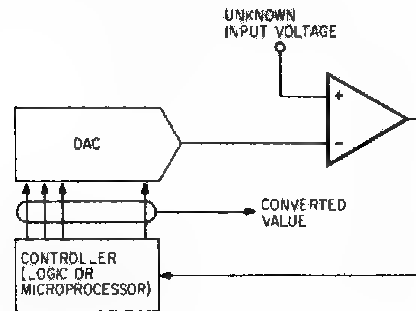 UNKNOWN
INPUT VOLTAGE
+
DAC
-
CONVERTED
VALUE
CONTROLLER
(LOGIC OR
MICROPROCESSOR)